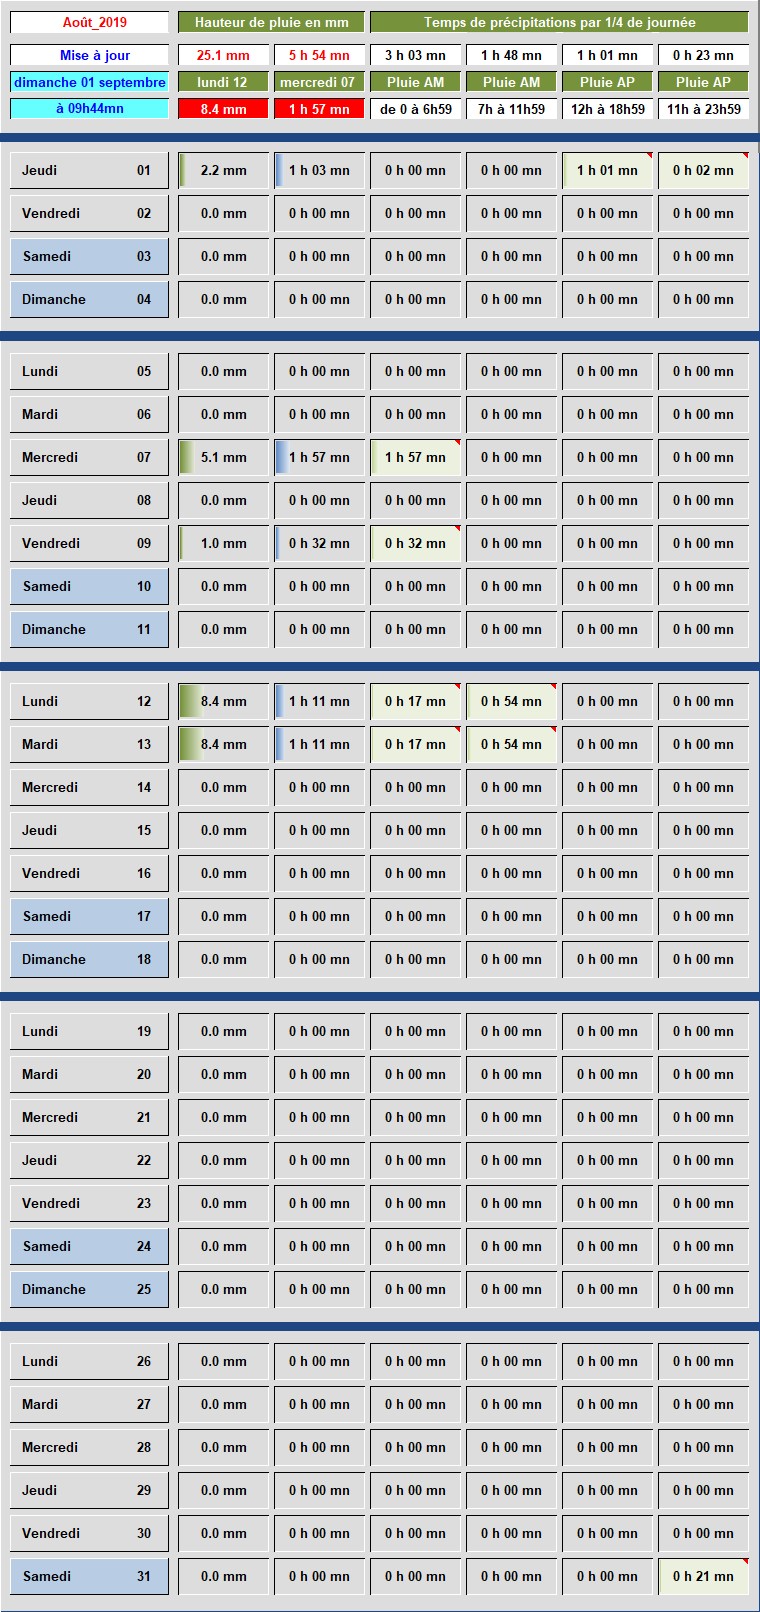 Août_2019 Hauteur de pluie en mm Temps de précipitations par 1/4 de journée
Mise à jour 25.1 mm 5 h 54 mn 3 h 03 mn 1 h 48 mn 1 h 01 mn 0 h 23 mn
dimanche 01 septembre lundi 12 mercredi 07 Pluie AM Pluie AM Pluie AP Pluie AP
à 09h44mn 8.4 mm 1 h 57 mn de 0 à 6h59 7h à 11h59 12h à 18h59 11h à 23h59
Jeudi 01 2.2 mm 1 h 03 mn 0 h 00 mn 0 h 00 mn 1 h 01 mn 0 h 02 mn
Vendredi 02 0.0 mm 0 h 00 mn 0 h 00 mn 0 h 00 mn 0 h 00 mn 0 h 00 mn
Samedi 03 0.0 mm 0 h 00 mn 0 h 00 mn 0 h 00 mn 0 h 00 mn 0 h 00 mn
Dimanche 04 0.0 mm 0 h 00 mn 0 h 00 mn 0 h 00 mn 0 h 00 mn 0 h 00 mn
Lundi 05 0.0 mm 0 h 00 mn 0 h 00 mn 0 h 00 mn 0 h 00 mn 0 h 00 mn
Mardi 06 0.0 mm 0 h 00 mn 0 h 00 mn 0 h 00 mn 0 h 00 mn 0 h 00 mn
Mercredi 07 5.1 mm 1 h 57 mn 1 h 57 mn 0 h 00 mn 0 h 00 mn 0 h 00 mn
Jeudi 08 0.0 mm 0 h 00 mn 0 h 00 mn 0 h 00 mn 0 h 00 mn 0 h 00 mn
Vendredi 09 1.0 mm 0 h 32 mn 0 h 32 mn 0 h 00 mn 0 h 00 mn 0 h 00 mn
Samedi 10 0.0 mm 0 h 00 mn 0 h 00 mn 0 h 00 mn 0 h 00 mn 0 h 00 mn
Dimanche 11 0.0 mm 0 h 00 mn 0 h 00 mn 0 h 00 mn 0 h 00 mn 0 h 00 mn
Lundi 12 8.4 mm 1 h 11 mn 0 h 17 mn 0 h 54 mn 0 h 00 mn 0 h 00 mn
Mardi 13 8.4 mm 1 h 11 mn 0 h 17 mn 0 h 54 mn 0 h 00 mn 0 h 00 mn
Mercredi 14 0.0 mm 0 h 00 mn 0 h 00 mn 0 h 00 mn 0 h 00 mn 0 h 00 mn
Jeudi 15 0.0 mm 0 h 00 mn 0 h 00 mn 0 h 00 mn 0 h 00 mn 0 h 00 mn
Vendredi 16 0.0 mm 0 h 00 mn 0 h 00 mn 0 h 00 mn 0 h 00 mn 0 h 00 mn
Samedi 17 0.0 mm 0 h 00 mn 0 h 00 mn 0 h 00 mn 0 h 00 mn 0 h 00 mn
Dimanche 18 0.0 mm 0 h 00 mn 0 h 00 mn 0 h 00 mn 0 h 00 mn 0 h 00 mn
Lundi 19 0.0 mm 0 h 00 mn 0 h 00 mn 0 h 00 mn 0 h 00 mn 0 h 00 mn
Mardi 20 0.0 mm 0 h 00 mn 0 h 00 mn 0 h 00 mn 0 h 00 mn 0 h 00 mn
Mercredi 21 0.0 mm 0 h 00 mn 0 h 00 mn 0 h 00 mn 0 h 00 mn 0 h 00 mn
Jeudi 22 0.0 mm 0 h 00 mn 0 h 00 mn 0 h 00 mn 0 h 00 mn 0 h 00 mn
Vendredi 23 0.0 mm 0 h 00 mn 0 h 00 mn 0 h 00 mn 0 h 00 mn 0 h 00 mn
Samedi 24 0.0 mm 0 h 00 mn 0 h 00 mn 0 h 00 mn 0 h 00 mn 0 h 00 mn
Dimanche 25 0.0 mm 0 h 00 mn 0 h 00 mn 0 h 00 mn 0 h 00 mn 0 h 00 mn
Lundi 26 0.0 mm 0 h 00 mn 0 h 00 mn 0 h 00 mn 0 h 00 mn 0 h 00 mn
Mardi 27 0.0 mm 0 h 00 mn 0 h 00 mn 0 h 00 mn 0 h 00 mn 0 h 00 mn
Mercredi 28 0.0 mm 0 h 00 mn 0 h 00 mn 0 h 00 mn 0 h 00 mn 0 h 00 mn
Jeudi 29 0.0 mm 0 h 00 mn 0 h 00 mn 0 h 00 mn 0 h 00 mn 0 h 00 mn
Vendredi 30 0.0 mm 0 h 00 mn 0 h 00 mn 0 h 00 mn 0 h 00 mn 0 h 00 mn
Samedi 31 0.0 mm 0 h 00 mn 0 h 00 mn 0 h 00 mn 0 h 00 mn 0 h 21 mn